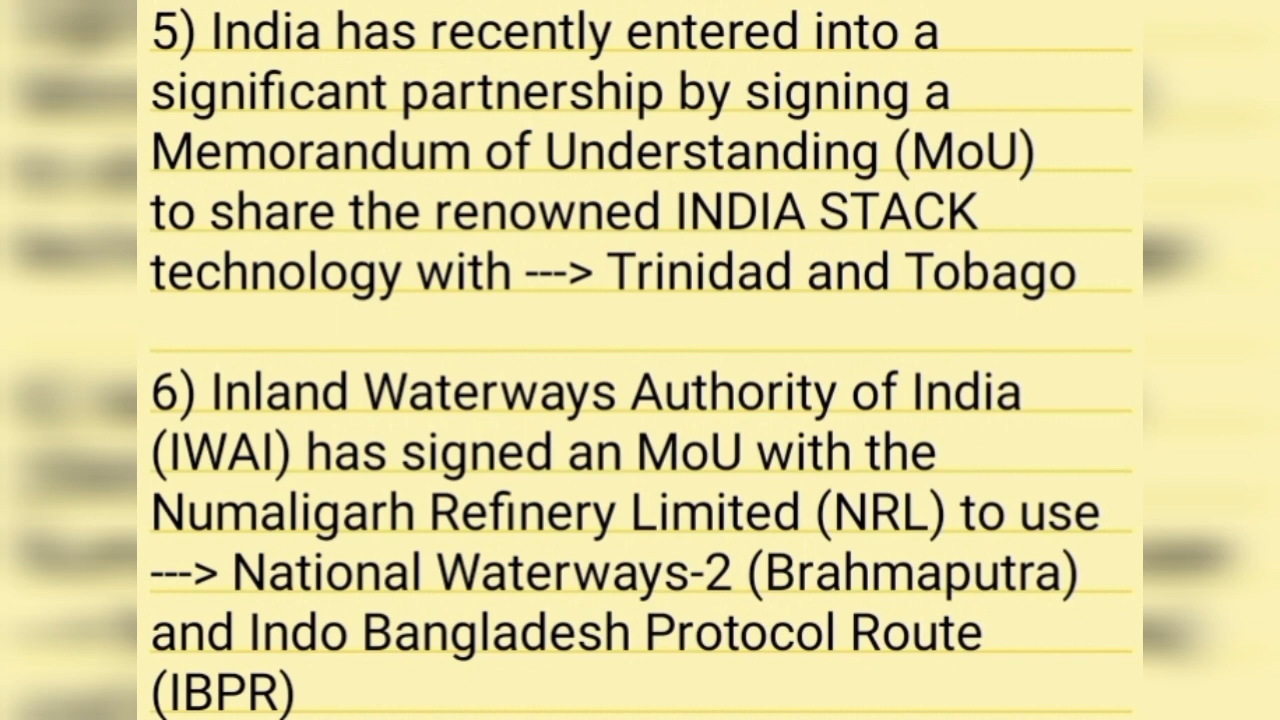 5) India has recently entered into a
significant partnership by signing a
Memorandum of Understanding (MoU)
to share the renowned INDIA STACK
technology with ---> Trinidad and Tobago
6) Inland Waterways Authority of India
(IWAI) has signed an MoU with the
Numaligarh Refinery Limited (NRL) to use
---> National Waterways-2 (Brahmaputra)
and Indo Bangladesh Protocol Route
(IBPR)